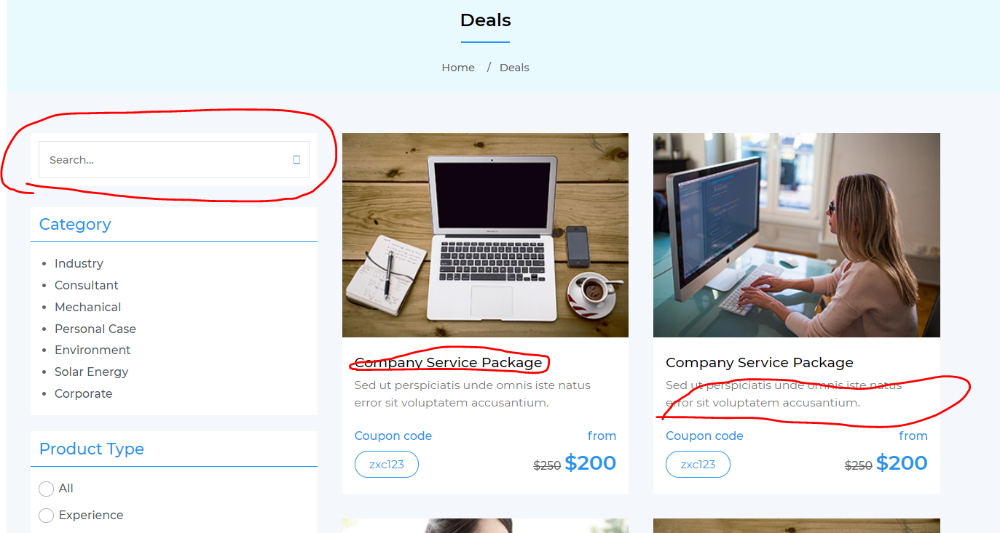 Deals
Home / Deals
Search...
Category
Industry
Consultant
Mechanical
Personal Case
Environment
Solar Energy
Corporate
Product Type
All
Experience
Company Service Package
Sed ut perspiciatis unde omnis iste natus
error sit voluptatem accusantium.
Coupon code from
zxc123 $250 $200
Company Service Package
Sed ut perspiciatis unde omnis iste natus
error sit voluptatem accusantium.
Coupon code from
zxc123 $250 $200